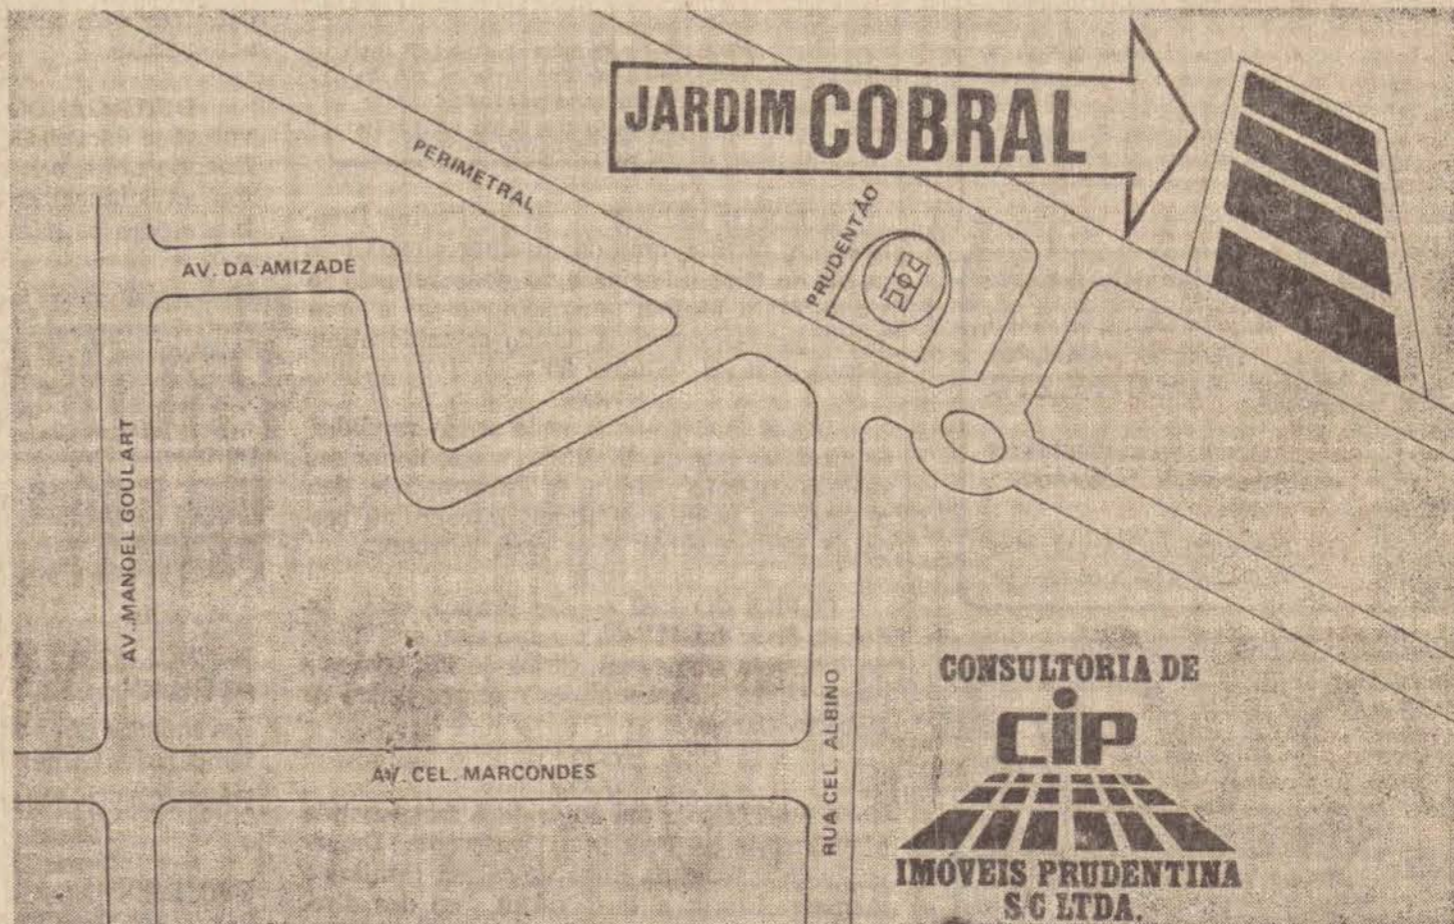 JARDIM COBRAL
PERIMETRAL
PRUDENTÃO
AV. DA AMIZADE
AV. MANOEL GOULART
AV. CEL. MARCONDES
RUA CEL. ALBINO
CONSULTORIA DE
CIP
IMÓVEIS PRUDENTINA
S C LTDA.